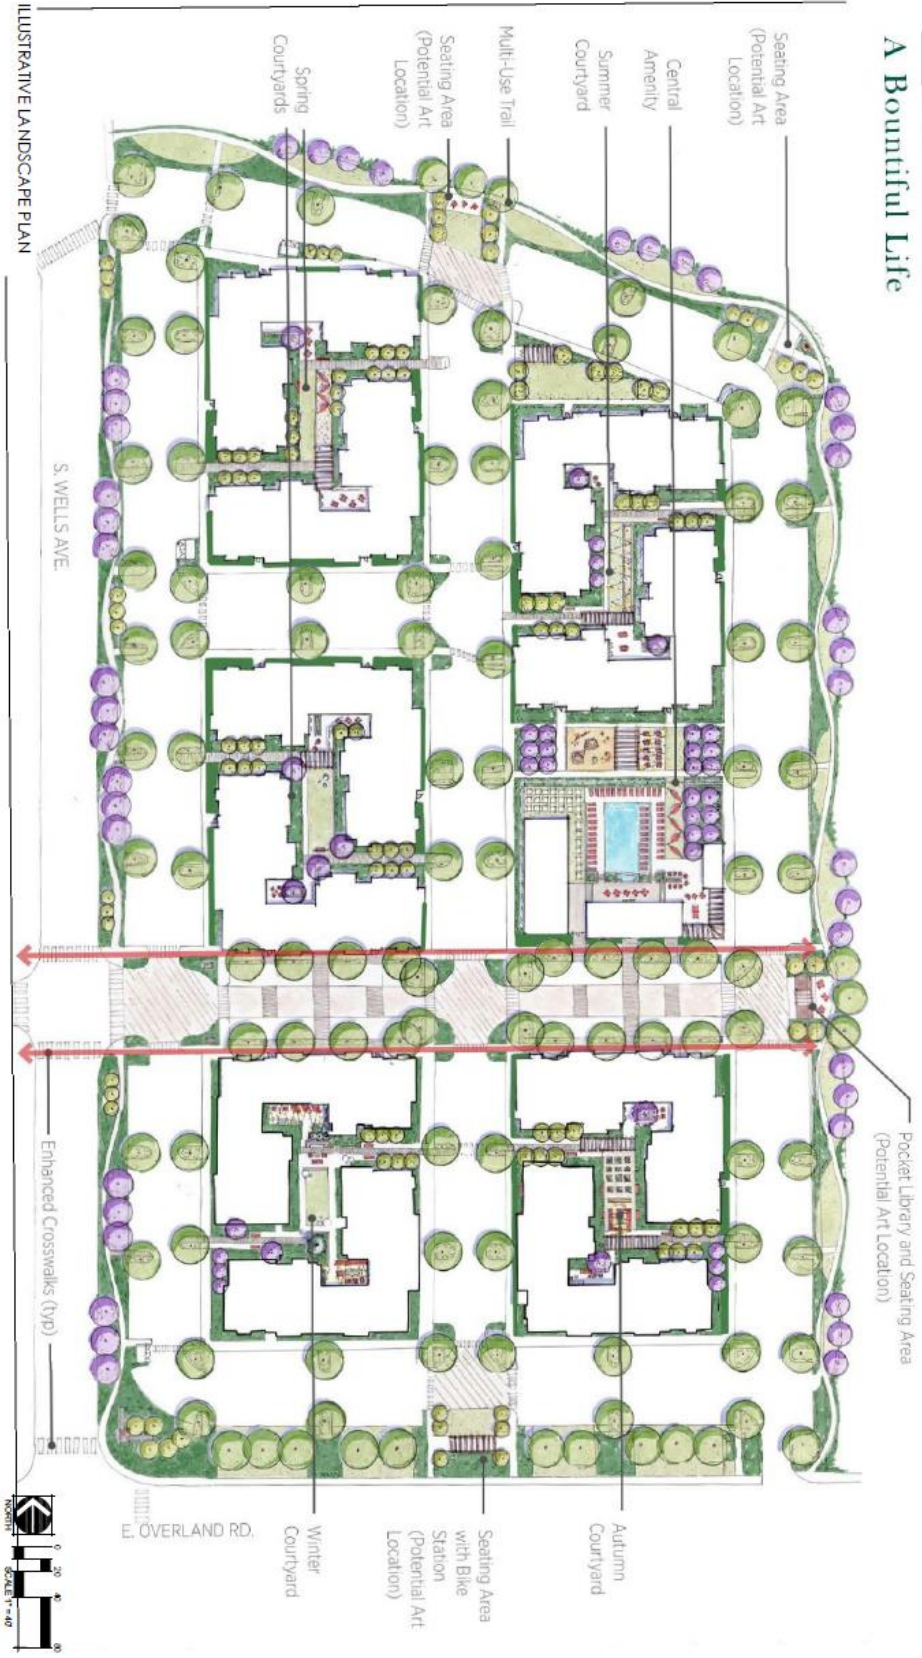 A Bountiful Life
Seating Area
(Potential Art
Location)
Central
Amenity
Summer
Courtyard
Multi-Use Trail
Seating Area
(Potential Art
Location)
Spring
Courtyards
ILLUSTRATIVE LANDSCAPE PLAN
S. WELLS AVE.
Pocket Library and Seating Area
(Potential Art Location)
Enhanced Crosswalks (typ)
Autumn
Courtyard
Seating Area
with Bike
Station
(Potential Art
Location)
Winter
Courtyard
E. OVERLAND RD.
NORTH
0 20 40 80
SCALE 1" = 40'